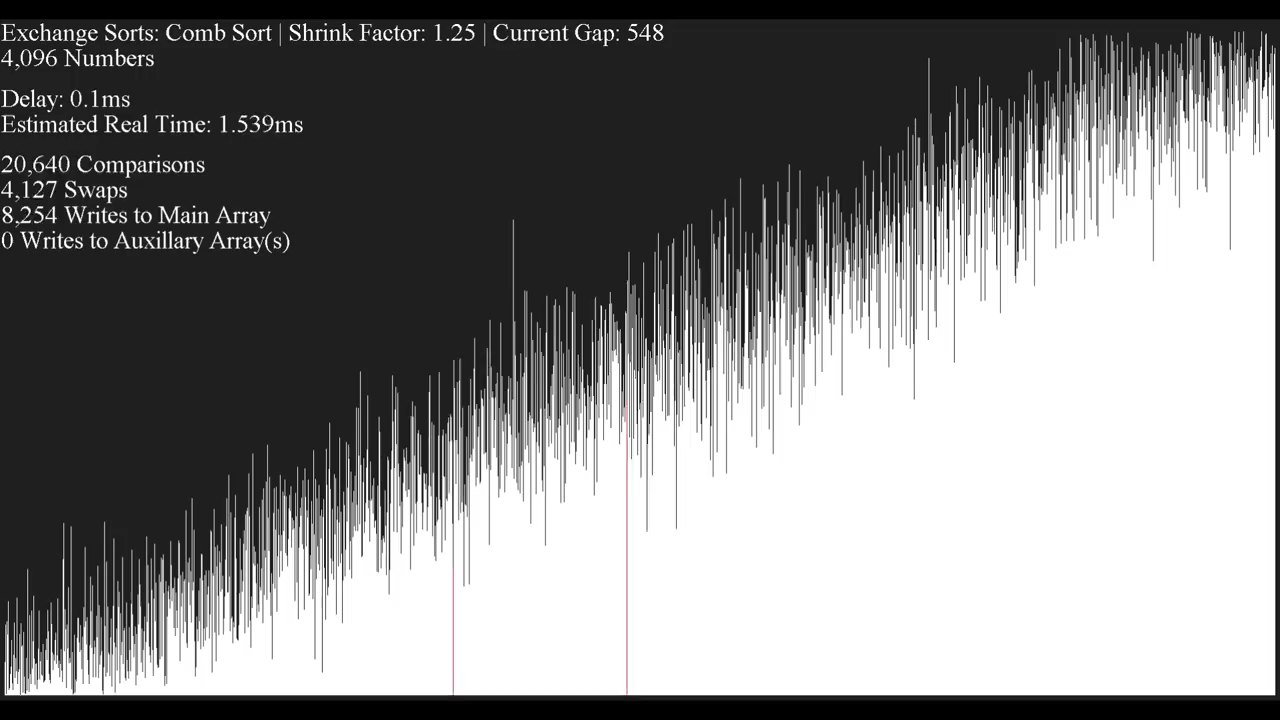 Exchange Sorts: Comb Sort | Shrink Factor: 1.25 | Current Gap: 548
4,096 Numbers
Delay: 0.1ms
Estimated Real Time: 1.539ms
20,640 Comparisons
4,127 Swaps
8,254 Writes to Main Array
0 Writes to Auxillary Array(s)